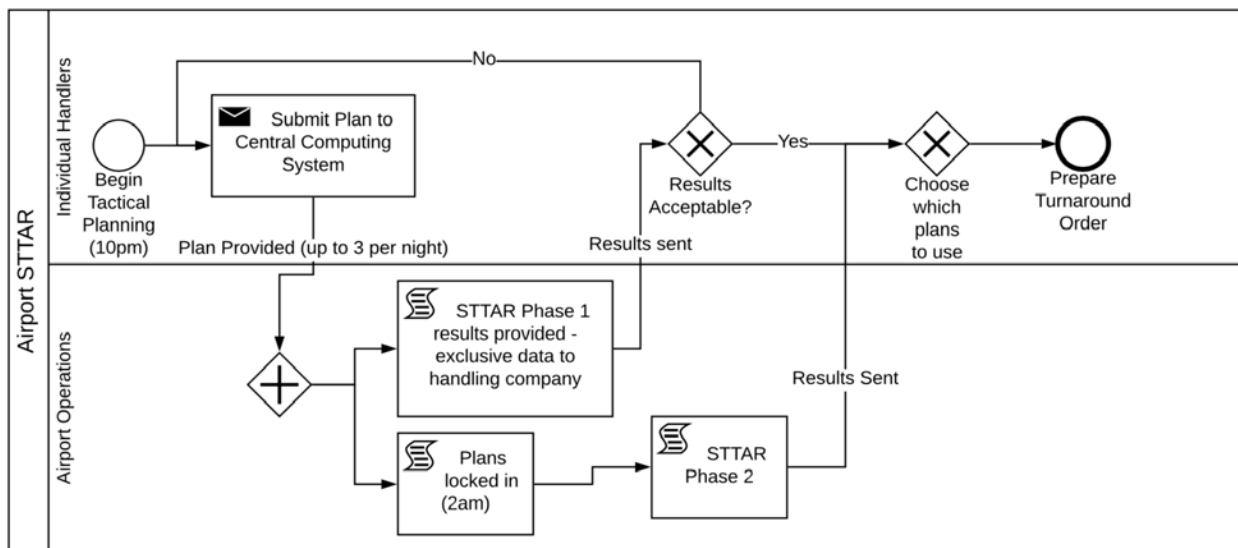 Airport STTAR
Individual Handlers
Airport Operations
No
Begin
Tactical
Planning
(10pm)
Submit Plan to
Central Computing
System
Plan Provided (up to 3 per night)
Results
Acceptable?
Yes
Choose
which
plans
to use
Prepare
Turnaround
Order
Results sent
STTAR Phase 1
results provided -
exclusive data to
handling company
Plans
locked in
(2am)
STTAR
Phase 2
Results Sent